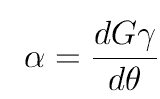 α = dGγ / dθ